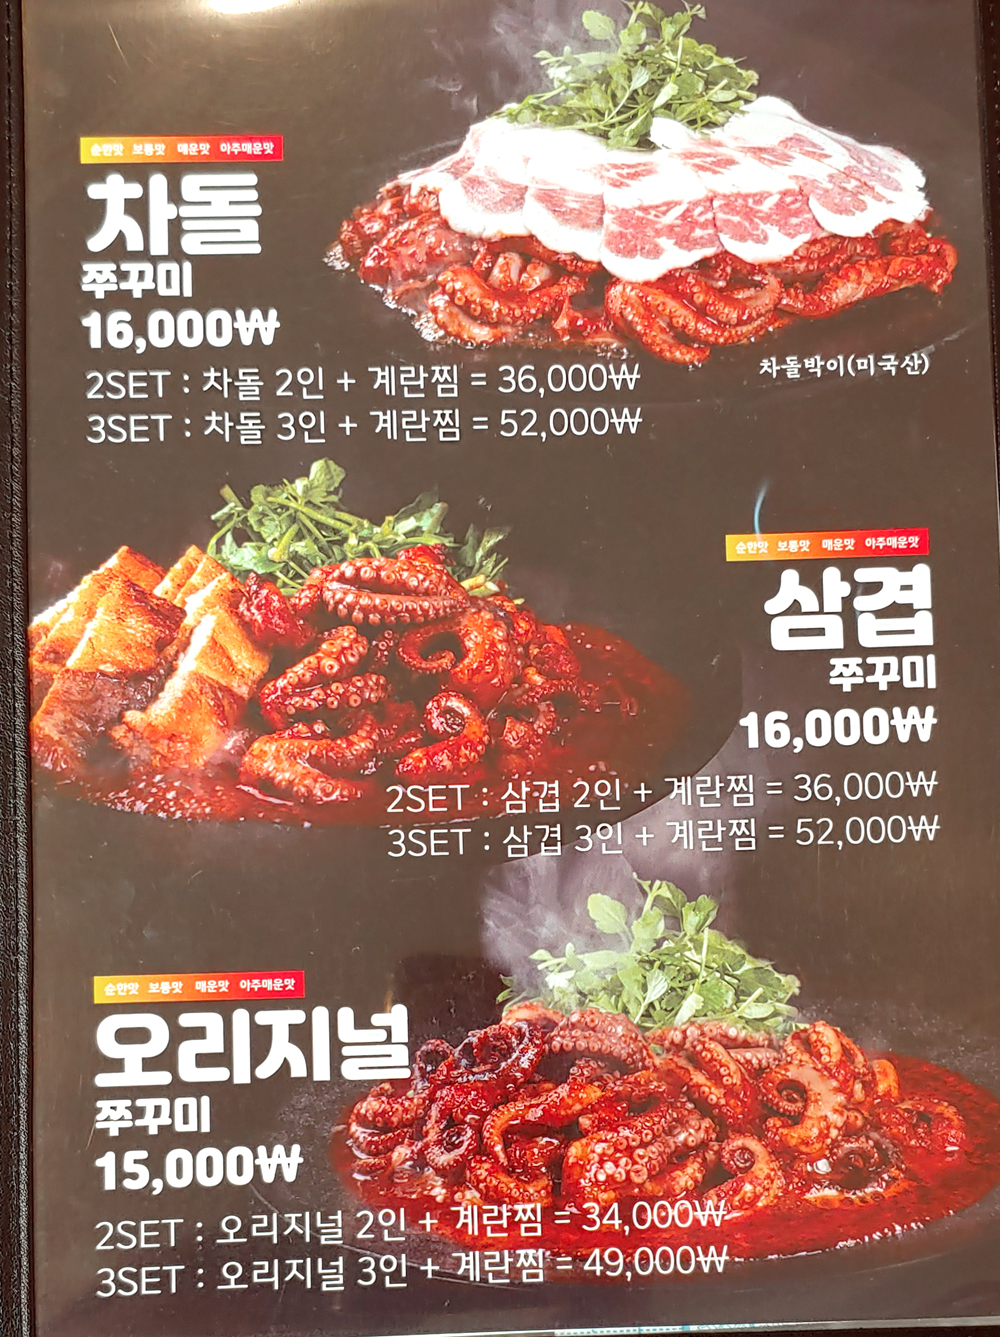 순한맛 보통맛 매운맛 아주매운맛
차돌
쭈꾸미
16,000₩
2SET : 차돌 2인 + 계란찜 = 36,000₩
3SET : 차돌 3인 + 계란찜 = 52,000₩
차돌박이(미국산)
순한맛 보통맛 매운맛 아주매운맛
삼겹
쭈꾸미
16,000₩
2SET : 삼겹 2인 + 계란찜 = 36,000₩
3SET : 삼겹 3인 + 계란찜 = 52,000₩
순한맛 보통맛 매운맛 아주매운맛
오리지널
쭈꾸미
15,000₩
2SET : 오리지널 2인 + 계란찜 = 34,000₩
3SET : 오리지널 3인 + 계란찜 = 49,000₩